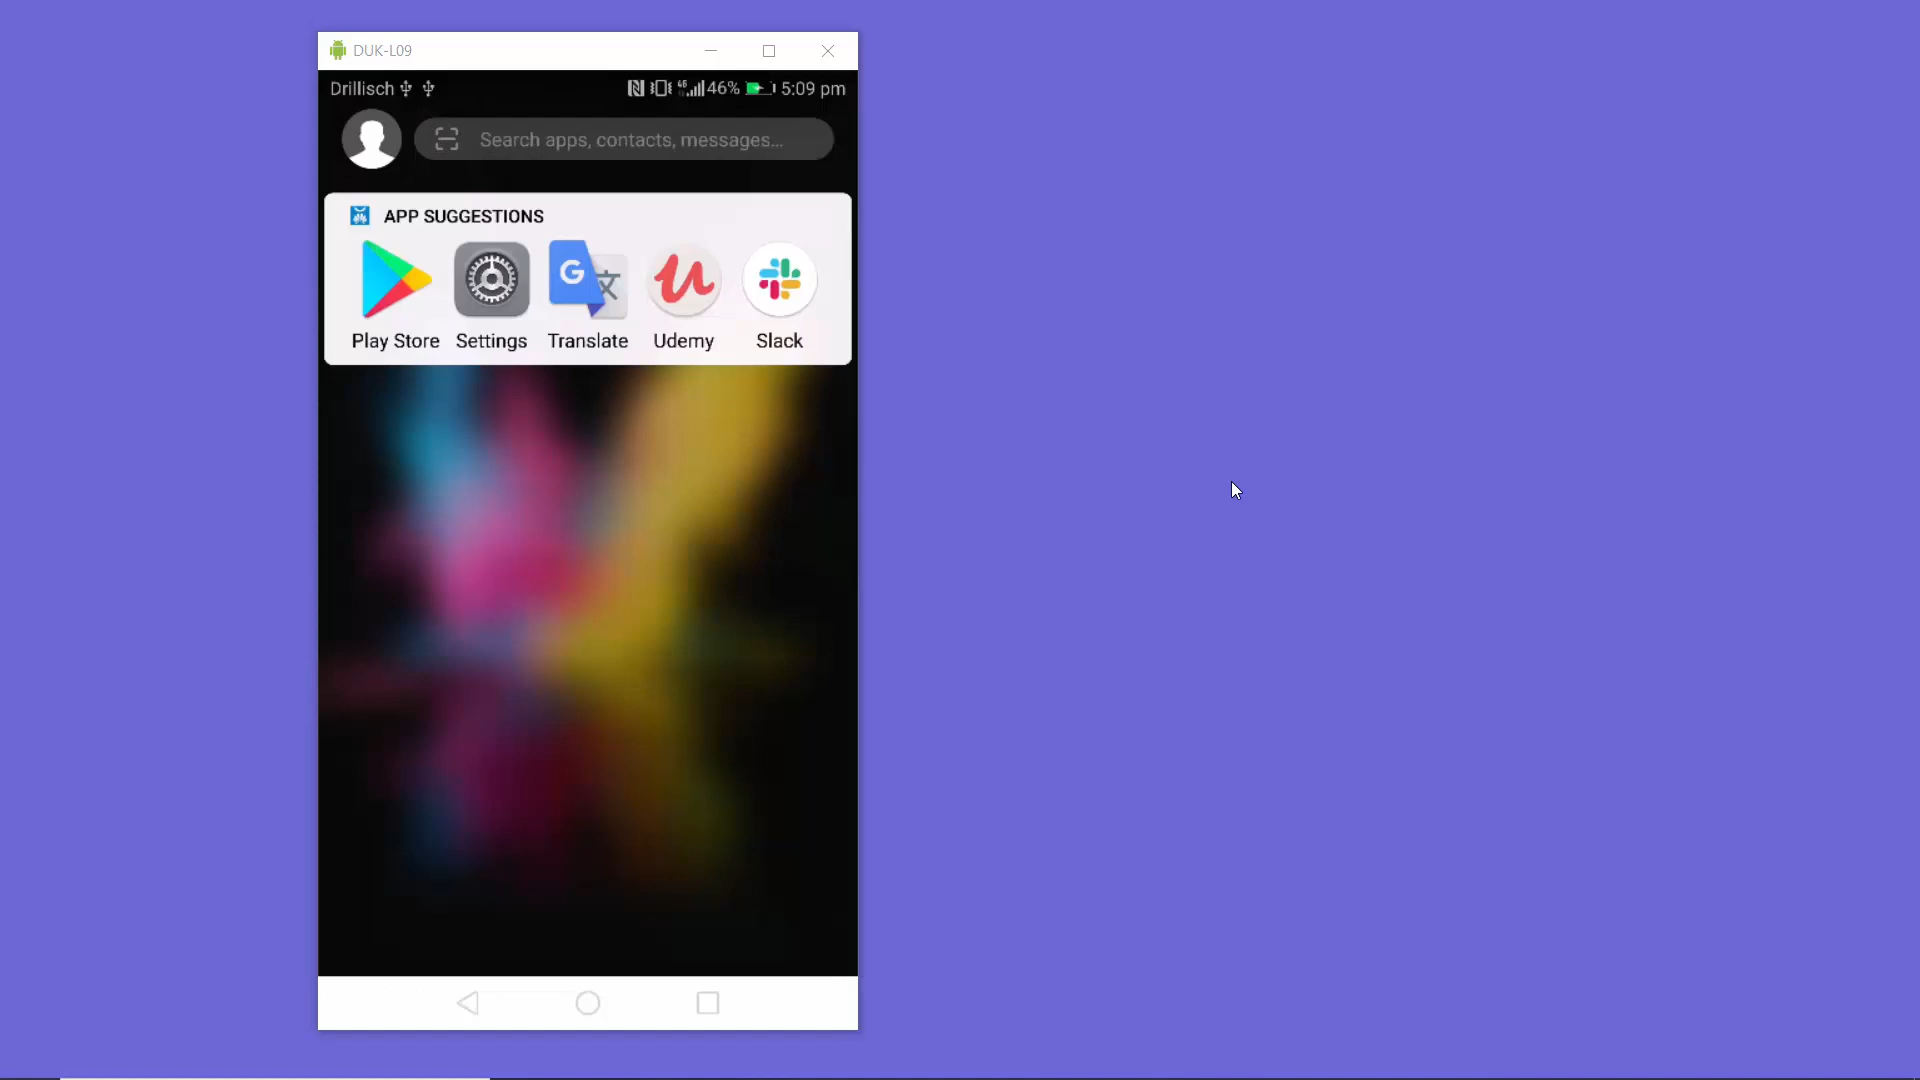 DUK-L09
Drillisch 46% 5:09 pm
Search apps, contacts, messages...
APP SUGGESTIONS
Play Store Settings Translate Udemy Slack